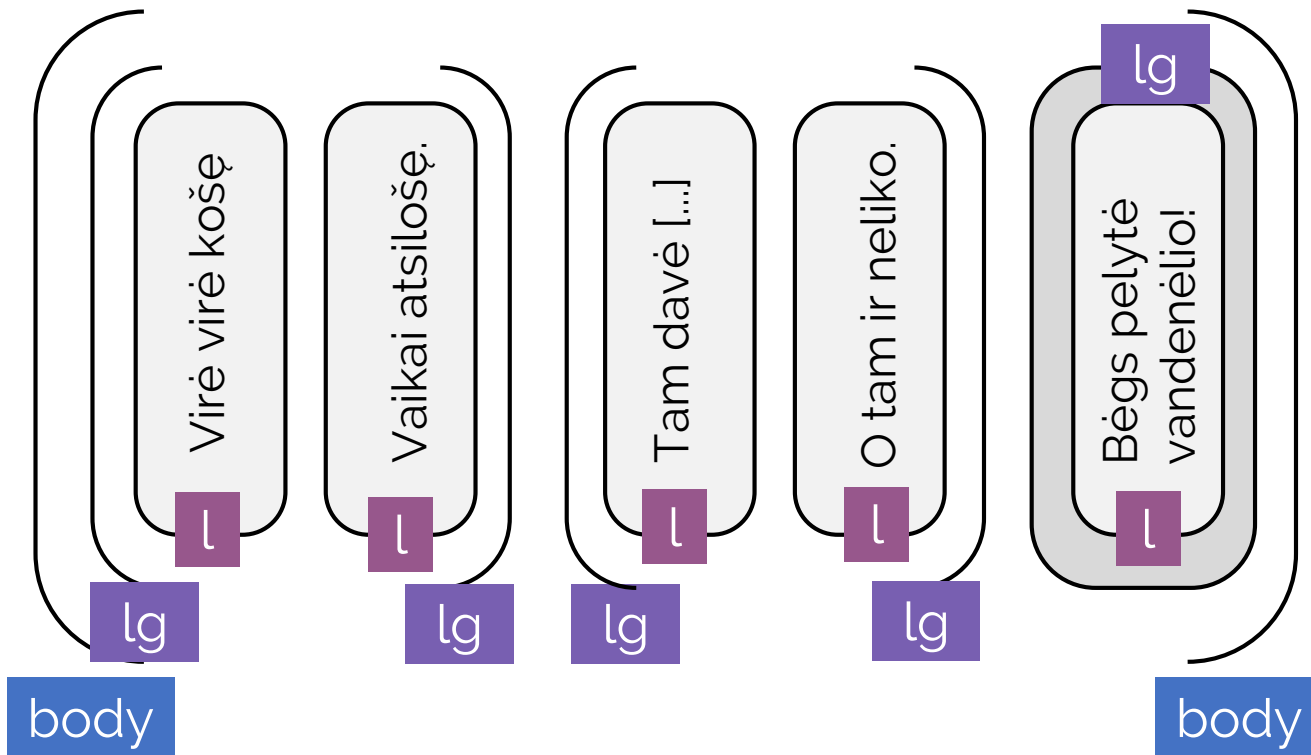 lg
Virė virė košę
Vaikai atsilošę.
Tam davė [...]
O tam ir neliko.
Bėgs pelytė
vandenėlio!
l
l
l
l
l
lg
lg
lg
lg
body
body